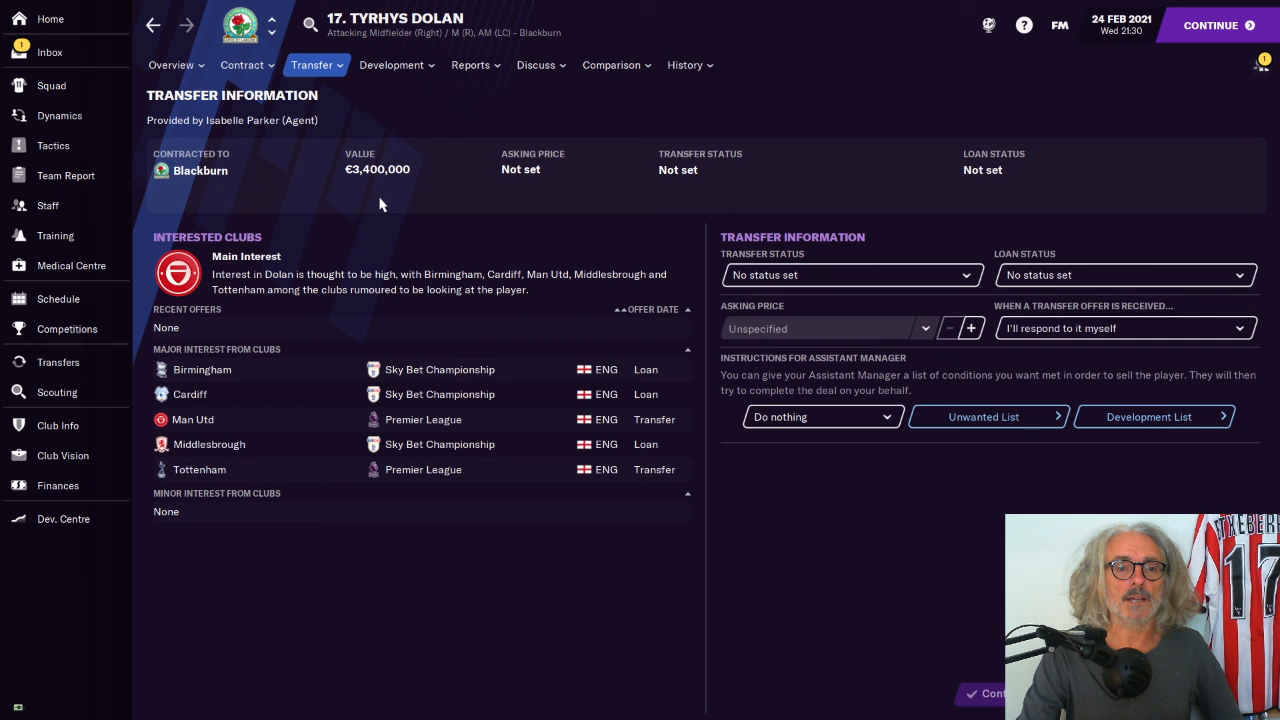 Home
1
Inbox
Squad
Dynamics
Tactics
Team Report
Staff
Training
Medical Centre
Schedule
Competitions
Transfers
Scouting
Club Info
Club Vision
Finances
Dev. Centre
17. TYRHYS DOLAN
Attacking Midfielder (Right) / M (R), AM (LC) - Blackburn
FM
24 FEB 2021
Wed 21:30
CONTINUE
Overview
Contract
Transfer
Development
Reports
Discuss
Comparison
History
1
TRANSFER INFORMATION
Provided by Isabelle Parker (Agent)
CONTRACTED TO
Blackburn
VALUE
€3,400,000
ASKING PRICE
Not set
TRANSFER STATUS
Not set
LOAN STATUS
Not set
INTERESTED CLUBS
Main Interest
Interest in Dolan is thought to be high, with Birmingham, Cardiff, Man Utd, Middlesbrough and
Tottenham among the clubs rumoured to be looking at the player.
RECENT OFFERS OFFER DATE
None
MAJOR INTEREST FROM CLUBS
Birmingham Sky Bet Championship ENG Loan
Cardiff Sky Bet Championship ENG Loan
Man Utd Premier League ENG Transfer
Middlesbrough Sky Bet Championship ENG Loan
Tottenham Premier League ENG Transfer
MINOR INTEREST FROM CLUBS
None
TRANSFER INFORMATION
TRANSFER STATUS
No status set
LOAN STATUS
No status set
ASKING PRICE
Unspecified
WHEN A TRANSFER OFFER IS RECEIVED...
I'll respond to it myself
INSTRUCTIONS FOR ASSISTANT MANAGER
You can give your Assistant Manager a list of conditions you want met in order to sell the player. They will then
try to complete the deal on your behalf.
Do nothing
Unwanted List
Development List
17